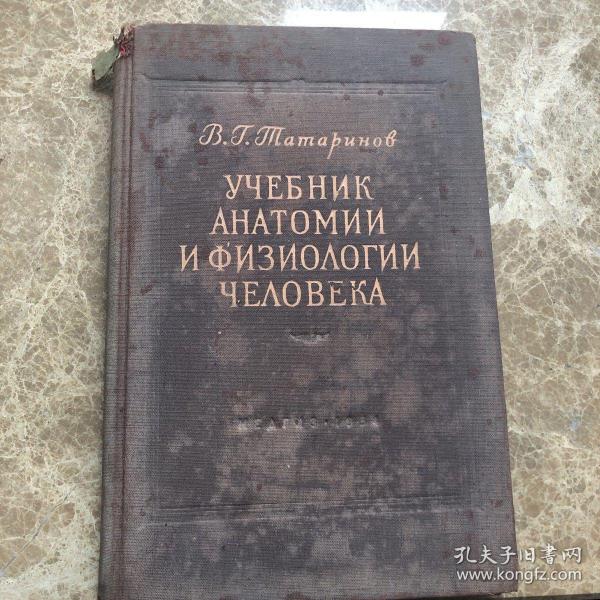 В. Г. Татаринов
УЧЕБНИК
АНАТОМИИ
И ФИЗИОЛОГИИ
ЧЕЛОВЕКА
孔夫子旧书网
www.kongfz.com